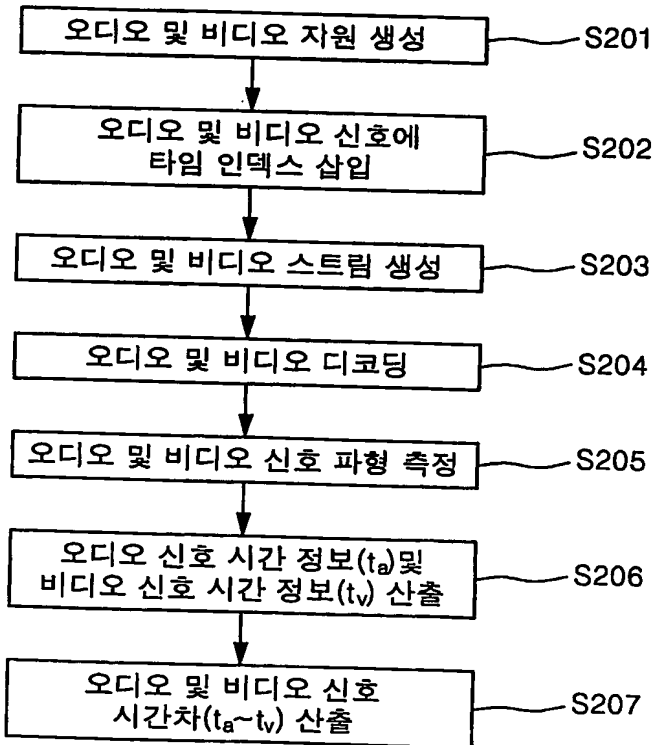 오디오 및 비디오 자원 생성
S201
오디오 및 비디오 신호에
타임 인덱스 삽입
S202
오디오 및 비디오 스트림 생성
S203
오디오 및 비디오 디코딩
S204
오디오 및 비디오 신호 파형 측정
S205
오디오 신호 시간 정보(ta)및
비디오 신호 시간 정보(tv) 산출
S206
오디오 및 비디오 신호
시간차(ta~tv) 산출
S207